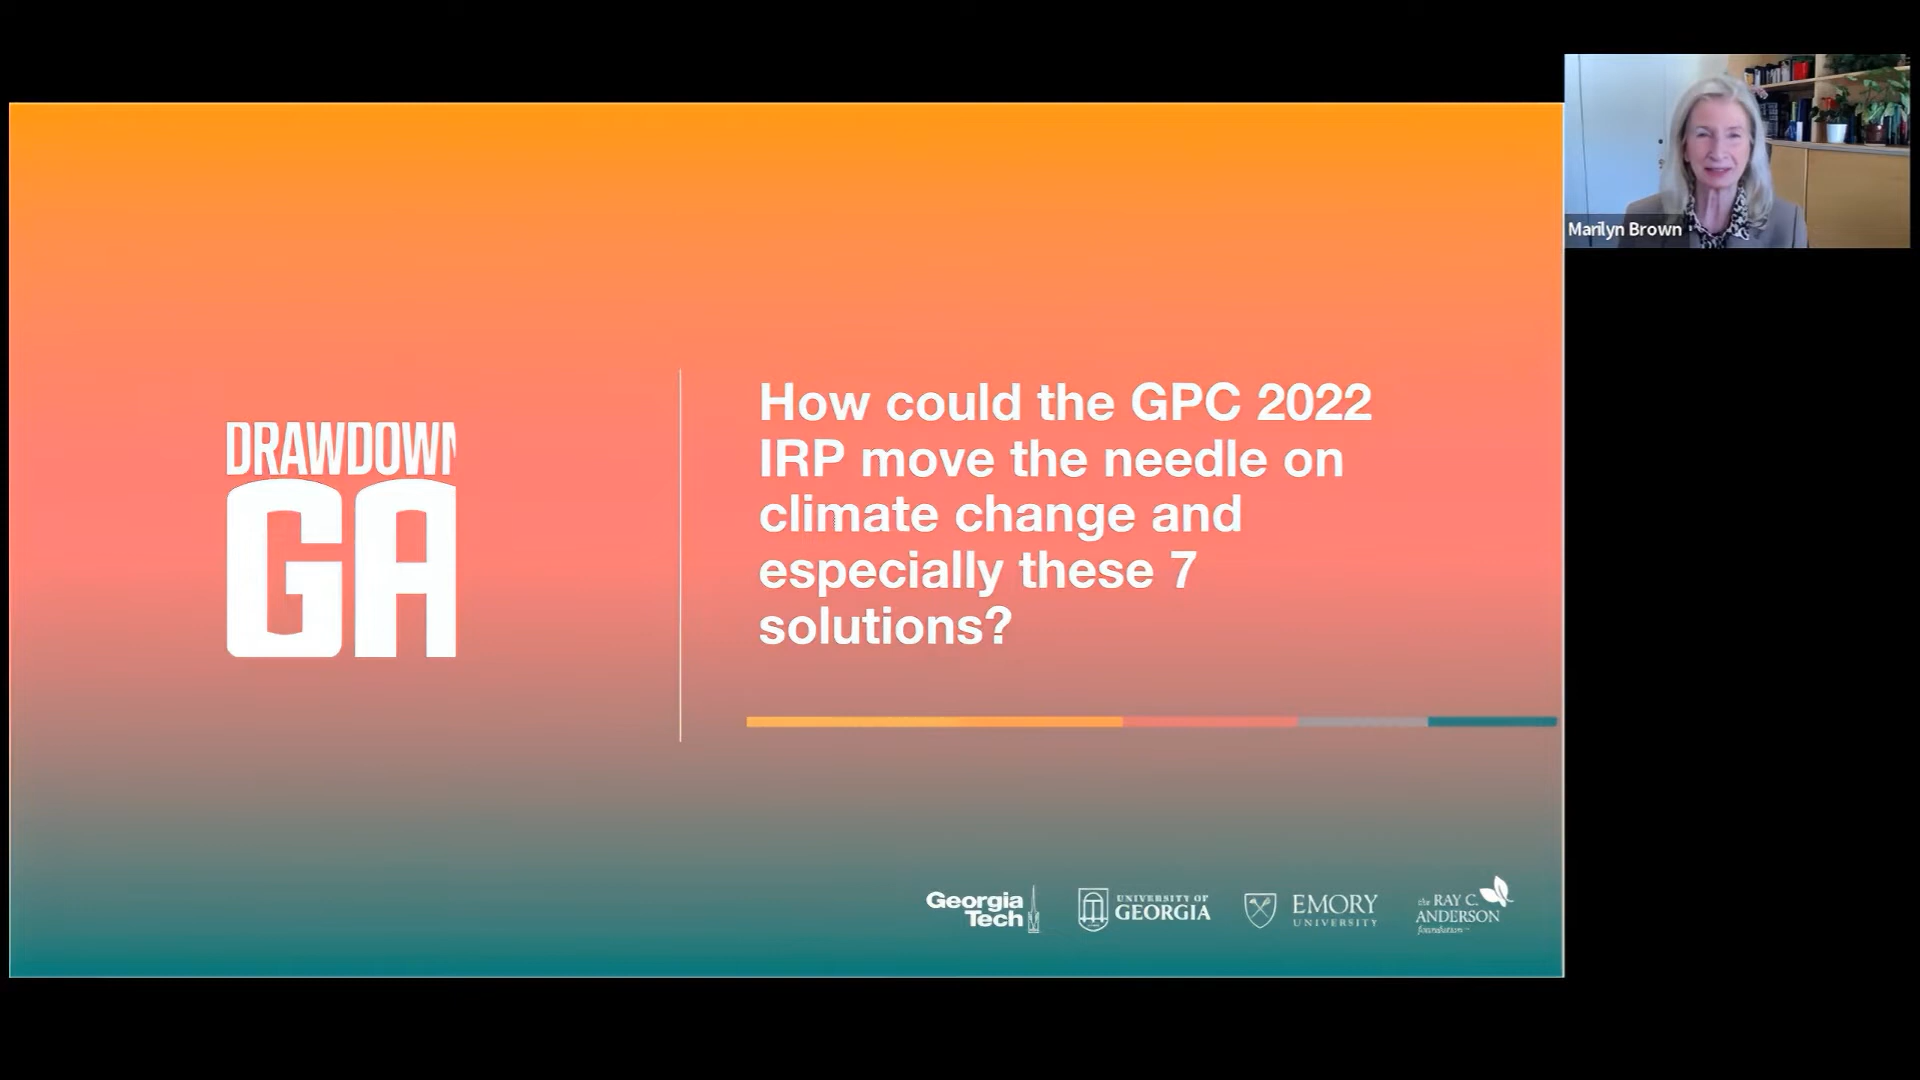 Marilyn Brown
DRAWDOWN
GA
How could the GPC 2022
IRP move the needle on
climate change and
especially these 7
solutions?
Georgia
Tech
UNIVERSITY OF
GEORGIA
EMORY
UNIVERSITY
the RAY C.
ANDERSON
foundation